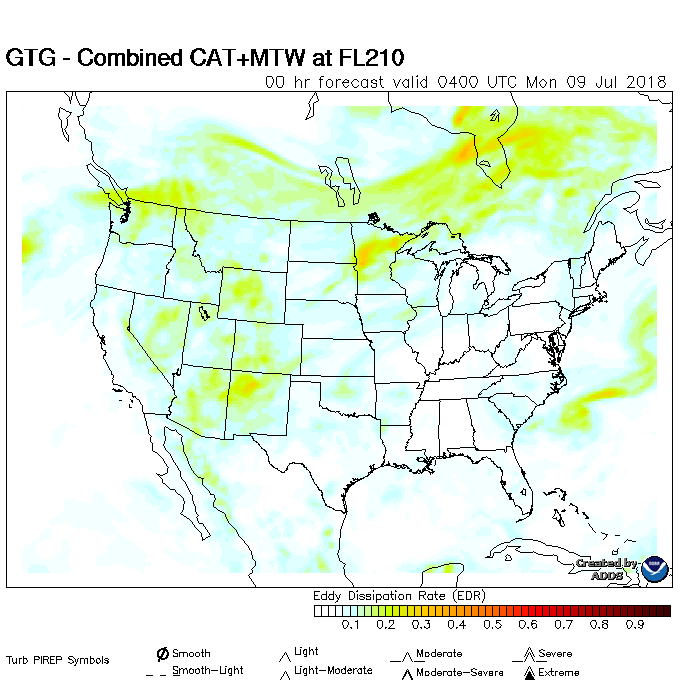 GTG - Combined CAT+MTW at FL210
00 hr forecast valid 0400 UTC Mon 09 Jul 2018
Created by
ADDS
Eddy Dissipation Rate (EDR)
0.1 0.2 0.3 0.4 0.5 0.6 0.7 0.8 0.9
Turb PIREP Symbols
Smooth Light Moderate Severe
Smooth-Light Light-Moderate Moderate-Severe Extreme